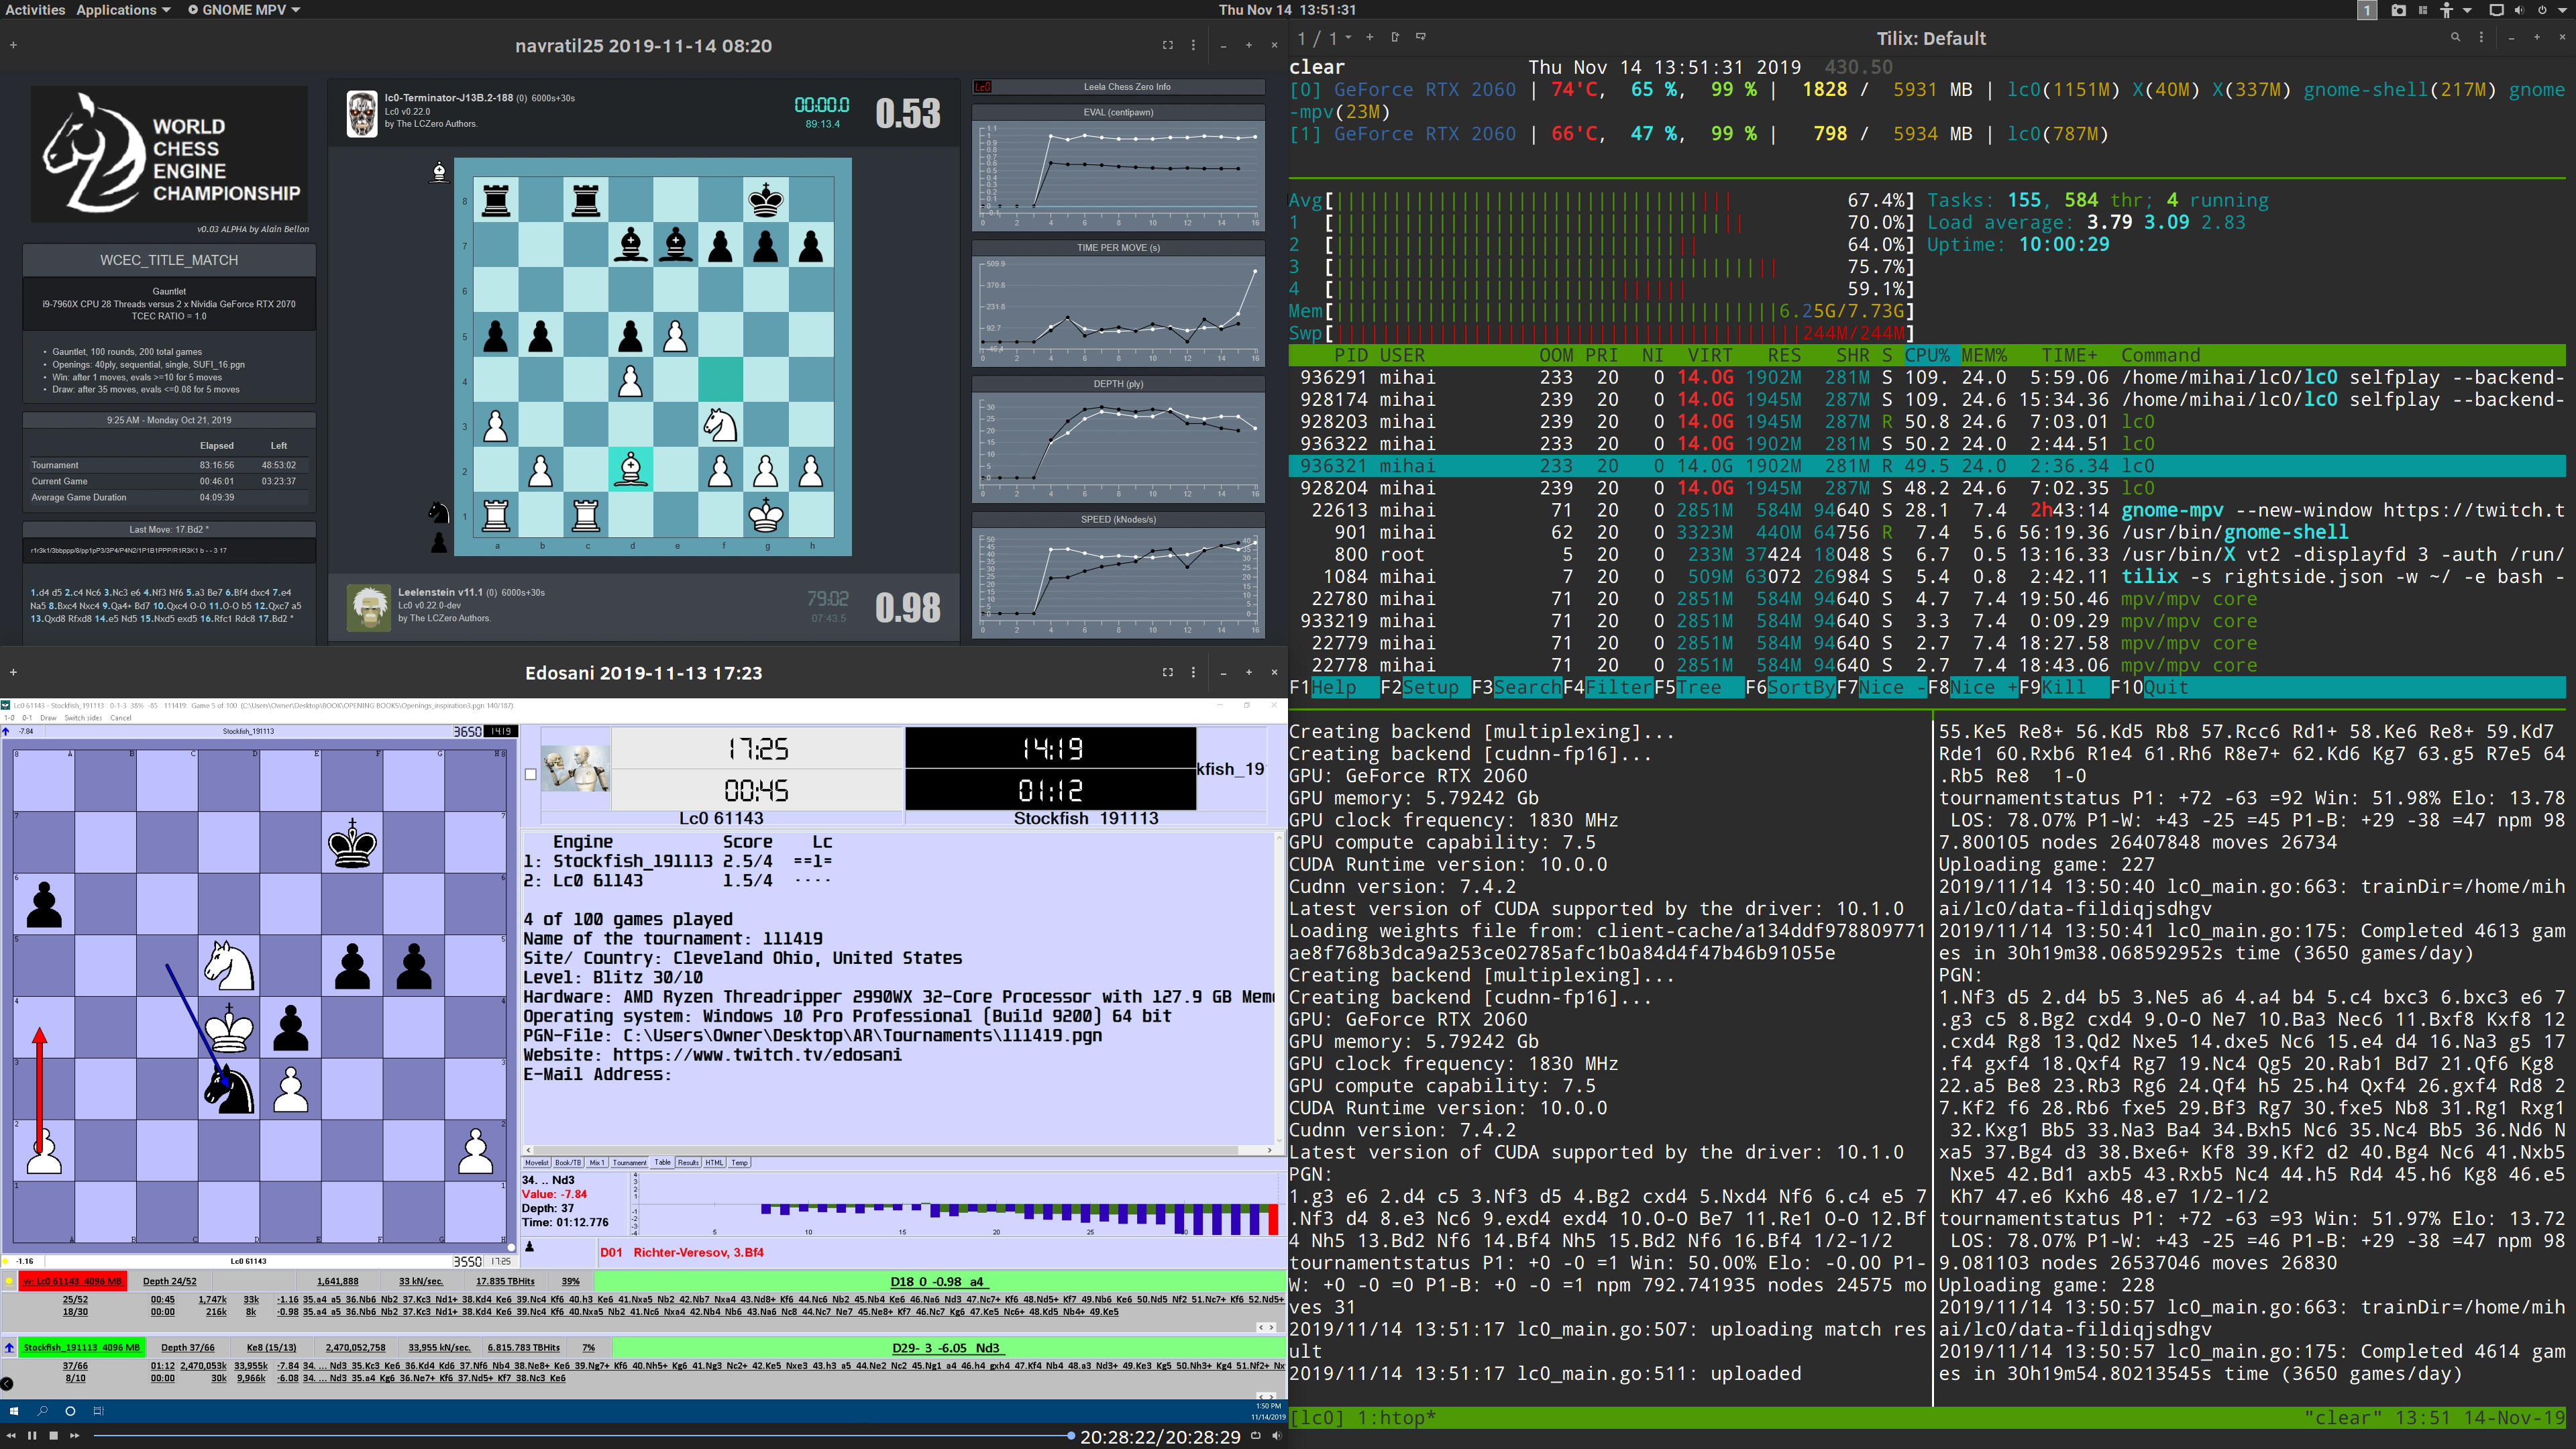 Activities Applications GNOME MPV
Thu Nov 14 13:51:31
1
navratil25 2019-11-14 08:20
WORLD
CHESS
ENGINE
CHAMPIONSHIP
v0.03 ALPHA by Alain Bellon
WCEC_TITLE_MATCH
Gauntlet
i9-7960X CPU 28 Threads versus 2 x Nividia GeForce RTX 2070
TCEC RATIO = 1.0
• Gauntlet, 100 rounds, 200 total games
• Openings: 40ply, sequential, single, SUFI_16.pgn
• Win: after 1 moves, evals >=10 for 5 moves
• Draw: after 35 moves, evals <=0.08 for 5 moves
9:25 AM - Monday Oct 21, 2019
Elapsed Left
Tournament 83:16:56 48:53:02
Current Game 00:46:01 03:23:37
Average Game Duration 04:09:39
Last Move: 17.Bd2 *
r1r3k1/3bbppp/8/pp1pP3/3P4/P4N2/1P1B1PPP/R1R3K1 b - - 3 17
1.d4 d5 2.c4 Nc6 3.Nc3 e6 4.Nf3 Nf6 5.a3 Be7 6.Bf4 dxc4 7.e4
Na5 8.Bxc4 Nxc4 9.Qa4+ Bd7 10.Qxc4 O-O 11.O-O b5 12.Qxc7 a5
13.Qxd8 Rfxd8 14.e5 Nd5 15.Nxd5 exd5 16.Rfc1 Rdc8 17.Bd2 *
lc0-Terminator-J13B.2-188 (0) 6000s+30s
Lc0 v0.22.0
by The LCZero Authors.
00:00.0
89:13.4
0.53
8
7
6
5
4
3
2
1
a b c d e f g h
Leelenstein v11.1 (0) 6000s+30s
Lc0 v0.22.0-dev
by The LCZero Authors.
79:02
07:43.5
0.98
Lc0
Leela Chess Zero Info
EVAL (centipawn)
TIME PER MOVE (s)
DEPTH (ply)
SPEED (kNodes/s)
Edosani 2019-11-13 17:23
Lc0 61143 - Stockfish_191113 0-1-3 38% -85 111419: Game 5 of 100 (C:\Users\Owner\Desktop\BOOK\OPENING BOOKS\Openings_inspiration3.pgn 140/187)
1-0 0-1 Draw Switch sides Cancel
-7.84 Stockfish_191113 3650 14:19
-1.16 Lc0 61143 3550 17:25
17:25 14:19
00:45 01:12
kfish_19
Lc0 61143 Stockfish 191113
Engine Score Lc
1: Stockfish_191113 2.5/4 ==1=
2: Lc0 61143 1.5/4 ····
4 of 100 games played
Name of the tournament: 111419
Site/ Country: Cleveland Ohio, United States
Level: Blitz 30/10
Hardware: AMD Ryzen Threadripper 2990WX 32-Core Processor with 127.9 GB Mem
Operating system: Windows 10 Pro Professional (Build 9200) 64 bit
PGN-File: C:\Users\Owner\Desktop\AR\Tournaments\111419.pgn
Website: https://www.twitch.tv/edosani
E-Mail Address:
Movelist Book/TB Mix 1 Tournament Table Results HTML Temp
34. .. Nd3
Value: -7.84
Depth: 37
Time: 01:12.776
5 10 15 20 25
D01 Richter-Veresov, 3.Bf4
w: Lc0 61143 4096 MB Depth 24/52 1,641,888 33 kN/sec. 17.835 TBHits 39% D18 0 -0.98 a4
25/52 00:45 1,747k 33k -1.16 35.a4 a5 36.Nb6 Nb2 37.Kc3 Nd1+ 38.Kd4 Ke6 39.Nc4 Kf6 40.h3 Ke6 41.Nxa5 Nb2 42.Nb7 Nxa4 43.Nd8+ Kf6 44.Nc6 Nb2 45.Nb4 Ke6 46.Na6 Nd3 47.Nc7+ Kf6 48.Nd5+ Kf7 49.Nb6 Ke6 50.Nd5 Nf2 51.Nc7+ Kf6 52.Nd5+
18/30 00:00 216k 8k -0.98 35.a4 a5 36.Nb6 Nb2 37.Kc3 Nd1+ 38.Kd4 Ke6 39.Nc4 Kf6 40.Nxa5 Nb2 41.Nc6 Nxa4 42.Nb4 Nb6 43.Na6 Nc8 44.Nc7 Ne7 45.Ne8+ Kf7 46.Nc7 Kg6 47.Ke5 Nc6+ 48.Kd5 Nb4+ 49.Ke5
Stockfish_191113 4096 MB Depth 37/66 Ke8 (15/13) 2,470,052,758 33,955 kN/sec. 6.815.783 TBHits 7% D29- 3 -6.05 Nd3
37/66 01:12 2,470,053k 33,955k -7.84 34. ... Nd3 35.Kc3 Ke6 36.Kd4 Kd6 37.Nf6 Nb4 38.Ne8+ Ke6 39.Ng7+ Kf6 40.Nh5+ Kg6 41.Ng3 Nc2+ 42.Ke5 Nxe3 43.h3 a5 44.Ne2 Nc2 45.Ng1 a4 46.h4 gxh4 47.Kf4 Nb4 48.a3 Nd3+ 49.Ke3 Kg5 50.Nh3+ Kg4 51.Nf2+ Nx
8/10 00:00 30k 9,966k -6.08 34. ... Nd3 35.a4 Kg6 36.Ne7+ Kf6 37.Nd5+ Kf7 38.Nc3 Ke6
1:50 PM
11/14/2019
20:28:22/20:28:29
1 / 1
Tilix: Default
clear Thu Nov 14 13:51:31 2019 430.50
[0] GeForce RTX 2060 | 74'C, 65 %, 99 % | 1828 / 5931 MB | lc0(1151M) X(40M) X(337M) gnome-shell(217M) gnome
-mpv(23M)
[1] GeForce RTX 2060 | 66'C, 47 %, 99 % | 798 / 5934 MB | lc0(787M)
Avg[ 67.4%] Tasks: 155, 584 thr; 4 running
1 [ 70.0%] Load average: 3.79 3.09 2.83
2 [ 64.0%] Uptime: 10:00:29
3 [ 75.7%]
4 [ 59.1%]
Mem[ 6.25G/7.73G]
Swp[ 244M/244M]
PID USER OOM PRI NI VIRT RES SHR S CPU% MEM% TIME+ Command
936291 mihai 233 20 0 14.0G 1902M 281M S 109. 24.0 5:59.06 /home/mihai/lc0/lc0 selfplay --backend-
928174 mihai 239 20 0 14.0G 1945M 287M S 109. 24.6 15:34.36 /home/mihai/lc0/lc0 selfplay --backend-
928203 mihai 239 20 0 14.0G 1945M 287M R 50.8 24.6 7:03.01 lc0
936322 mihai 233 20 0 14.0G 1902M 281M S 50.2 24.0 2:44.51 lc0
936321 mihai 233 20 0 14.0G 1902M 281M R 49.5 24.0 2:36.34 lc0
928204 mihai 239 20 0 14.0G 1945M 287M S 48.2 24.6 7:02.35 lc0
22613 mihai 71 20 0 2851M 584M 94640 S 28.1 7.4 2h43:14 gnome-mpv --new-window https://twitch.t
901 mihai 62 20 0 3323M 440M 64756 R 7.4 5.6 56:19.36 /usr/bin/gnome-shell
800 root 5 20 0 233M 37424 18048 S 6.7 0.5 13:16.33 /usr/bin/X vt2 -displayfd 3 -auth /run/
1084 mihai 7 20 0 509M 63072 26984 S 5.4 0.8 2:42.11 tilix -s rightside.json -w ~/ -e bash -
22780 mihai 71 20 0 2851M 584M 94640 S 4.7 7.4 19:50.46 mpv/mpv core
933219 mihai 71 20 0 2851M 584M 94640 S 3.3 7.4 0:09.29 mpv/mpv core
22779 mihai 71 20 0 2851M 584M 94640 S 2.7 7.4 18:27.58 mpv/mpv core
22778 mihai 71 20 0 2851M 584M 94640 S 2.7 7.4 18:43.06 mpv/mpv core
F1Help F2Setup F3SearchF4FilterF5Tree F6SortByF7Nice -F8Nice +F9Kill F10Quit
Creating backend [multiplexing]...
Creating backend [cudnn-fp16]...
GPU: GeForce RTX 2060
GPU memory: 5.79242 Gb
GPU clock frequency: 1830 MHz
GPU compute capability: 7.5
CUDA Runtime version: 10.0.0
Cudnn version: 7.4.2
Latest version of CUDA supported by the driver: 10.1.0
Loading weights file from: client-cache/a134ddf978809771
ae8f768b3dca9a253ce02785afc1b0a84d4f47b46b91055e
Creating backend [multiplexing]...
Creating backend [cudnn-fp16]...
GPU: GeForce RTX 2060
GPU memory: 5.79242 Gb
GPU clock frequency: 1830 MHz
GPU compute capability: 7.5
CUDA Runtime version: 10.0.0
Cudnn version: 7.4.2
Latest version of CUDA supported by the driver: 10.1.0
PGN:
1.g3 e6 2.d4 c5 3.Nf3 d5 4.Bg2 cxd4 5.Nxd4 Nf6 6.c4 e5 7
.Nf3 d4 8.e3 Nc6 9.exd4 exd4 10.O-O Be7 11.Re1 O-O 12.Bf
4 Nh5 13.Bd2 Nf6 14.Bf4 Nh5 15.Bd2 Nf6 16.Bf4 1/2-1/2
tournamentstatus P1: +0 -0 =1 Win: 50.00% Elo: -0.00 P1-
W: +0 -0 =0 P1-B: +0 -0 =1 npm 792.741935 nodes 24575 mo
ves 31
2019/11/14 13:51:17 lc0_main.go:507: uploading match res
ult
2019/11/14 13:51:17 lc0_main.go:511: uploaded
55.Ke5 Re8+ 56.Kd5 Rb8 57.Rcc6 Rd1+ 58.Ke6 Re8+ 59.Kd7
Rde1 60.Rxb6 R1e4 61.Rh6 R8e7+ 62.Kd6 Kg7 63.g5 R7e5 64
.Rb5 Re8 1-0
tournamentstatus P1: +72 -63 =92 Win: 51.98% Elo: 13.78
LOS: 78.07% P1-W: +43 -25 =45 P1-B: +29 -38 =47 npm 98
7.800105 nodes 26407848 moves 26734
Uploading game: 227
2019/11/14 13:50:40 lc0_main.go:663: trainDir=/home/mih
ai/lc0/data-fildiqjsdhgv
2019/11/14 13:50:41 lc0_main.go:175: Completed 4613 gam
es in 30h19m38.068592952s time (3650 games/day)
PGN:
1.Nf3 d5 2.d4 b5 3.Ne5 a6 4.a4 b4 5.c4 bxc3 6.bxc3 e6 7
.g3 c5 8.Bg2 cxd4 9.O-O Ne7 10.Ba3 Nec6 11.Bxf8 Kxf8 12
.cxd4 Rg8 13.Qd2 Nxe5 14.dxe5 Nc6 15.e4 d4 16.Na3 g5 17
.f4 gxf4 18.Qxf4 Rg7 19.Nc4 Qg5 20.Rab1 Bd7 21.Qf6 Kg8
22.a5 Be8 23.Rb3 Rg6 24.Qf4 h5 25.h4 Qxf4 26.gxf4 Rd8 2
7.Kf2 f6 28.Rb6 fxe5 29.Bf3 Rg7 30.fxe5 Nb8 31.Rg1 Rxg1
32.Kxg1 Bb5 33.Na3 Ba4 34.Bxh5 Nc6 35.Nc4 Bb5 36.Nd6 N
xa5 37.Bg4 d3 38.Bxe6+ Kf8 39.Kf2 d2 40.Bg4 Nc6 41.Nxb5
Nxe5 42.Bd1 axb5 43.Rxb5 Nc4 44.h5 Rd4 45.h6 Kg8 46.e5
Kh7 47.e6 Kxh6 48.e7 1/2-1/2
tournamentstatus P1: +72 -63 =93 Win: 51.97% Elo: 13.72
LOS: 78.07% P1-W: +43 -25 =46 P1-B: +29 -38 =47 npm 98
9.081103 nodes 26537046 moves 26830
Uploading game: 228
2019/11/14 13:50:57 lc0_main.go:663: trainDir=/home/mih
ai/lc0/data-fildiqjsdhgv
2019/11/14 13:50:57 lc0_main.go:175: Completed 4614 gam
es in 30h19m54.80213545s time (3650 games/day)
[lc0] 1:htop*
"clear" 13:51 14-Nov-19